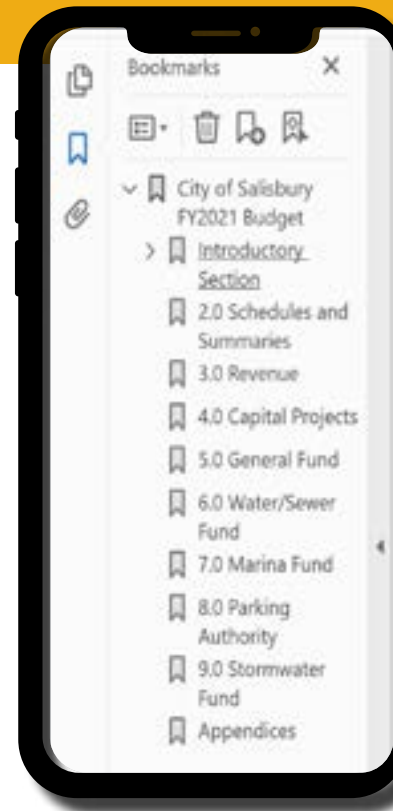 Bookmarks
City of Salisbury
FY2021 Budget
Introductory
Section
2.0 Schedules and
Summaries
3.0 Revenue
4.0 Capital Projects
5.0 General Fund
6.0 Water/Sewer
Fund
7.0 Marina Fund
8.0 Parking
Authority
9.0 Stormwater
Fund
Appendices